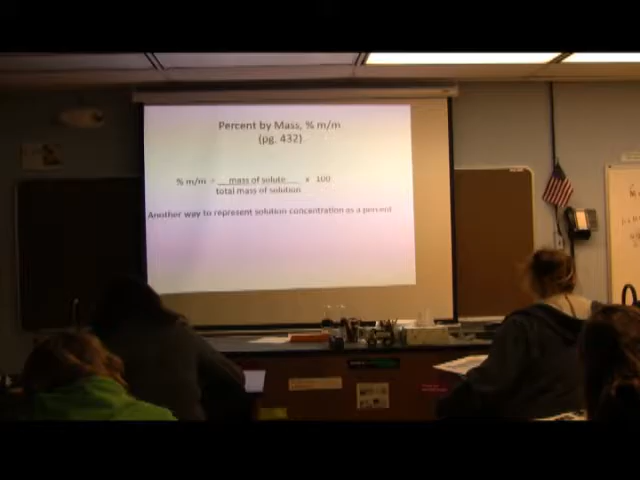 Percent by Mass, % m/m
(pg. 432)
% m/m = mass of solute x 100
total mass of solution
Another way to represent solution concentration as a percent